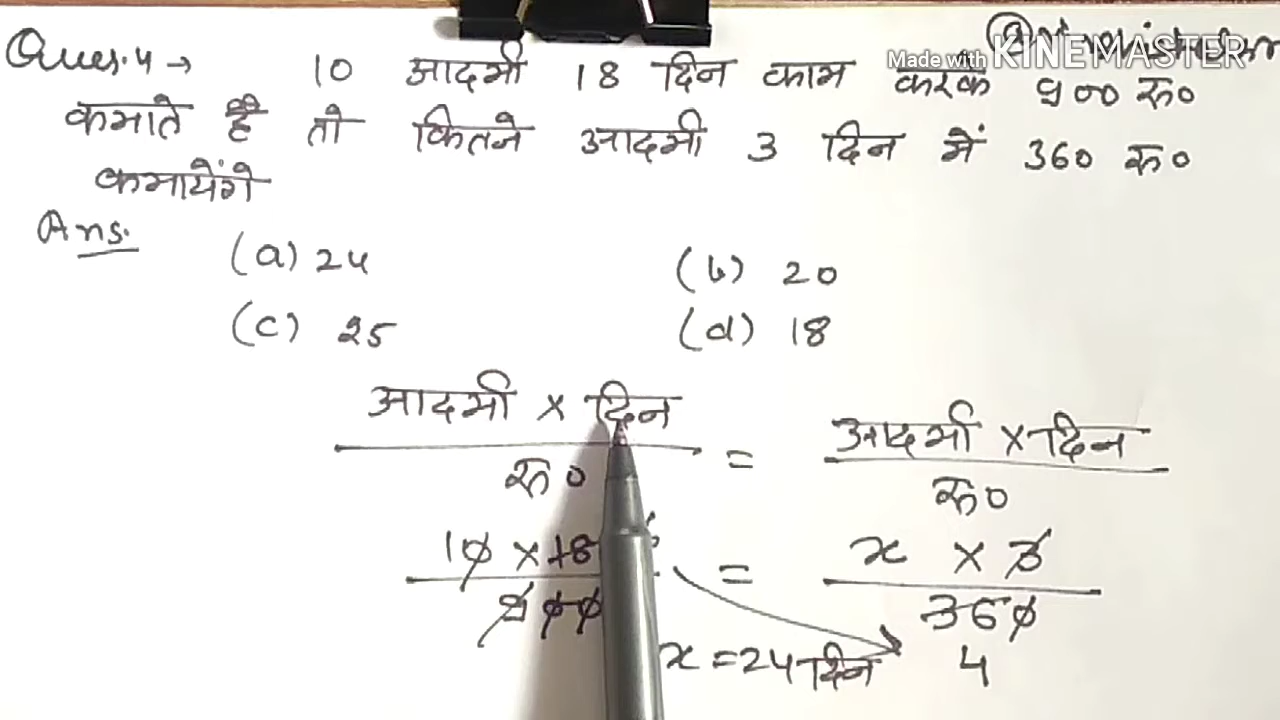 Made with KINEMASTER
Ques.4 → 10 आदमी 18 दिन काम करके 900 रु०
कमाते है तो कितने आदमी 3 दिन में 360 रु०
कमायेंगे
Ans.
(a) 24 (b) 20
(c) 25 (d) 18
आदमी × दिन = आदमी × दिन
रु० रु०
10 × 18 = x × 3
900 360
x = 24 दिन 4